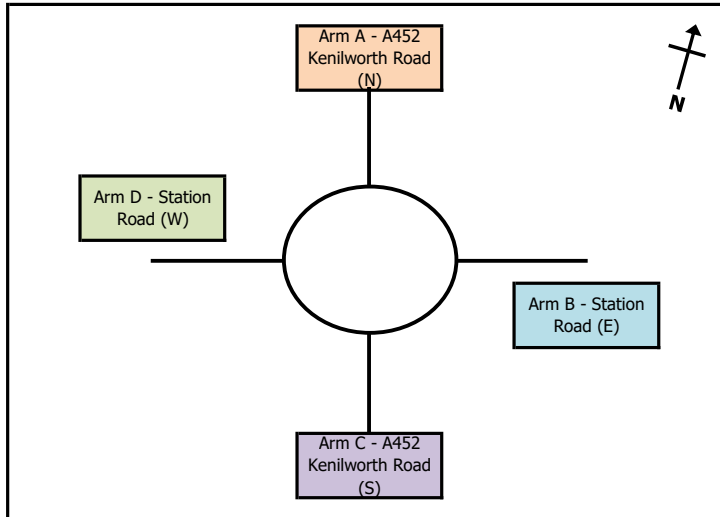 Arm A - A452
Kenilworth Road
(N)
N
Arm D - Station
Road (W)
Arm B - Station
Road (E)
Arm C - A452
Kenilworth Road
(S)